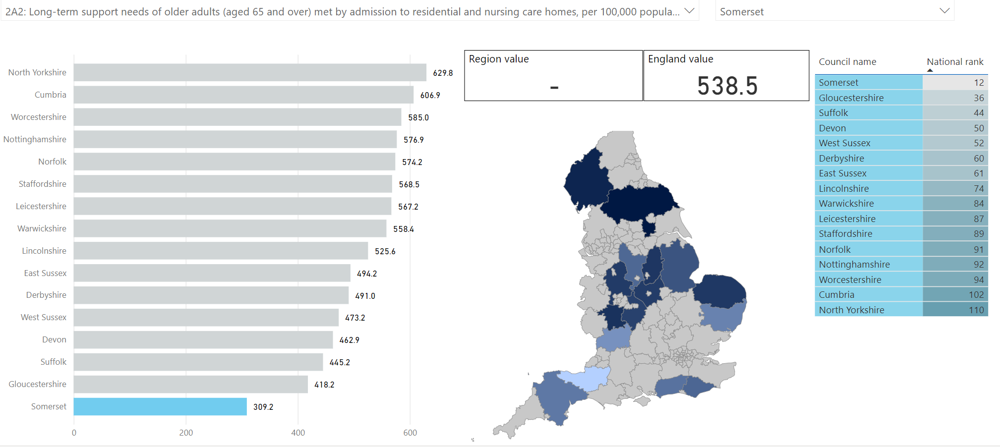 2A2: Long-term support needs of older adults (aged 65 and over) met by admission to residential and nursing care homes, per 100,000 popula...
Somerset
North Yorkshire 629.8
Cumbria 606.9
Worcestershire 585.0
Nottinghamshire 576.9
Norfolk 574.2
Staffordshire 568.5
Leicestershire 567.2
Warwickshire 558.4
Lincolnshire 525.6
East Sussex 494.2
Derbyshire 491.0
West Sussex 473.2
Devon 462.9
Suffolk 445.2
Gloucestershire 418.2
Somerset 309.2
0 200 400 600
Region value
-
England value
538.5
Council name National rank
Somerset 12
Gloucestershire 36
Suffolk 44
Devon 50
West Sussex 52
Derbyshire 60
East Sussex 61
Lincolnshire 74
Warwickshire 84
Leicestershire 87
Staffordshire 89
Norfolk 91
Nottinghamshire 92
Worcestershire 94
Cumbria 102
North Yorkshire 110